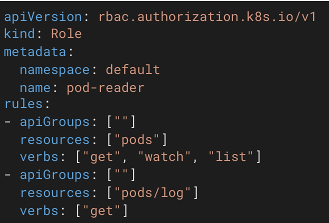 apiVersion: rbac.authorization.k8s.io/v1
kind: Role
metadata:
  namespace: default
  name: pod-reader
rules:
- apiGroups: [""]
  resources: ["pods"]
  verbs: ["get", "watch", "list"]
- apiGroups: [""]
  resources: ["pods/log"]
  verbs: ["get"]